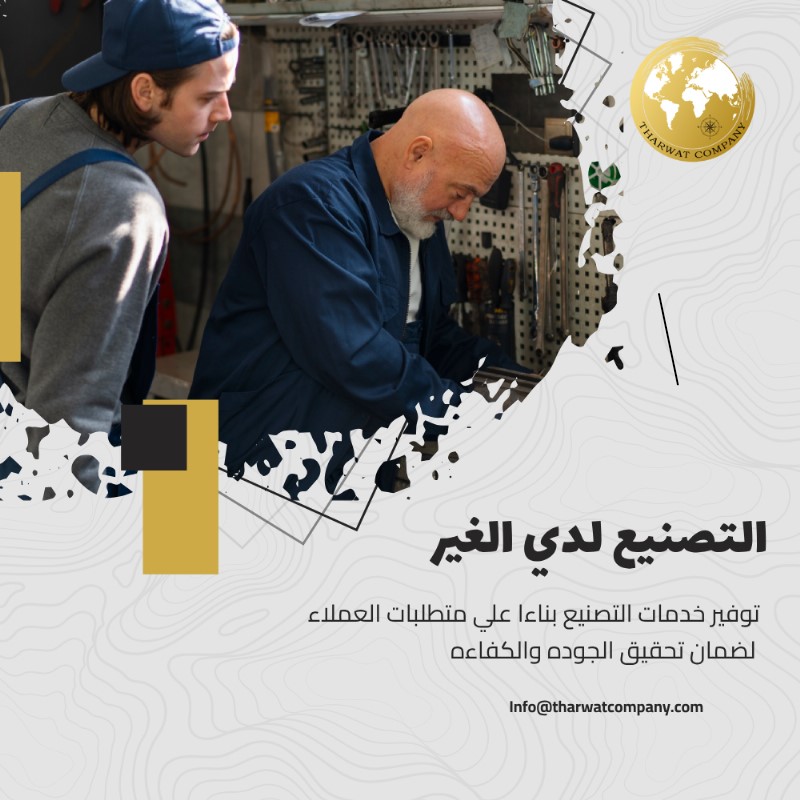 THARWAT COMPANY
التصنيع لدي الغير
توفير خدمات التصنيع بناءا علي متطلبات العملاء
لضمان تحقيق الجوده والكفاءه
Info@tharwatcompany.com